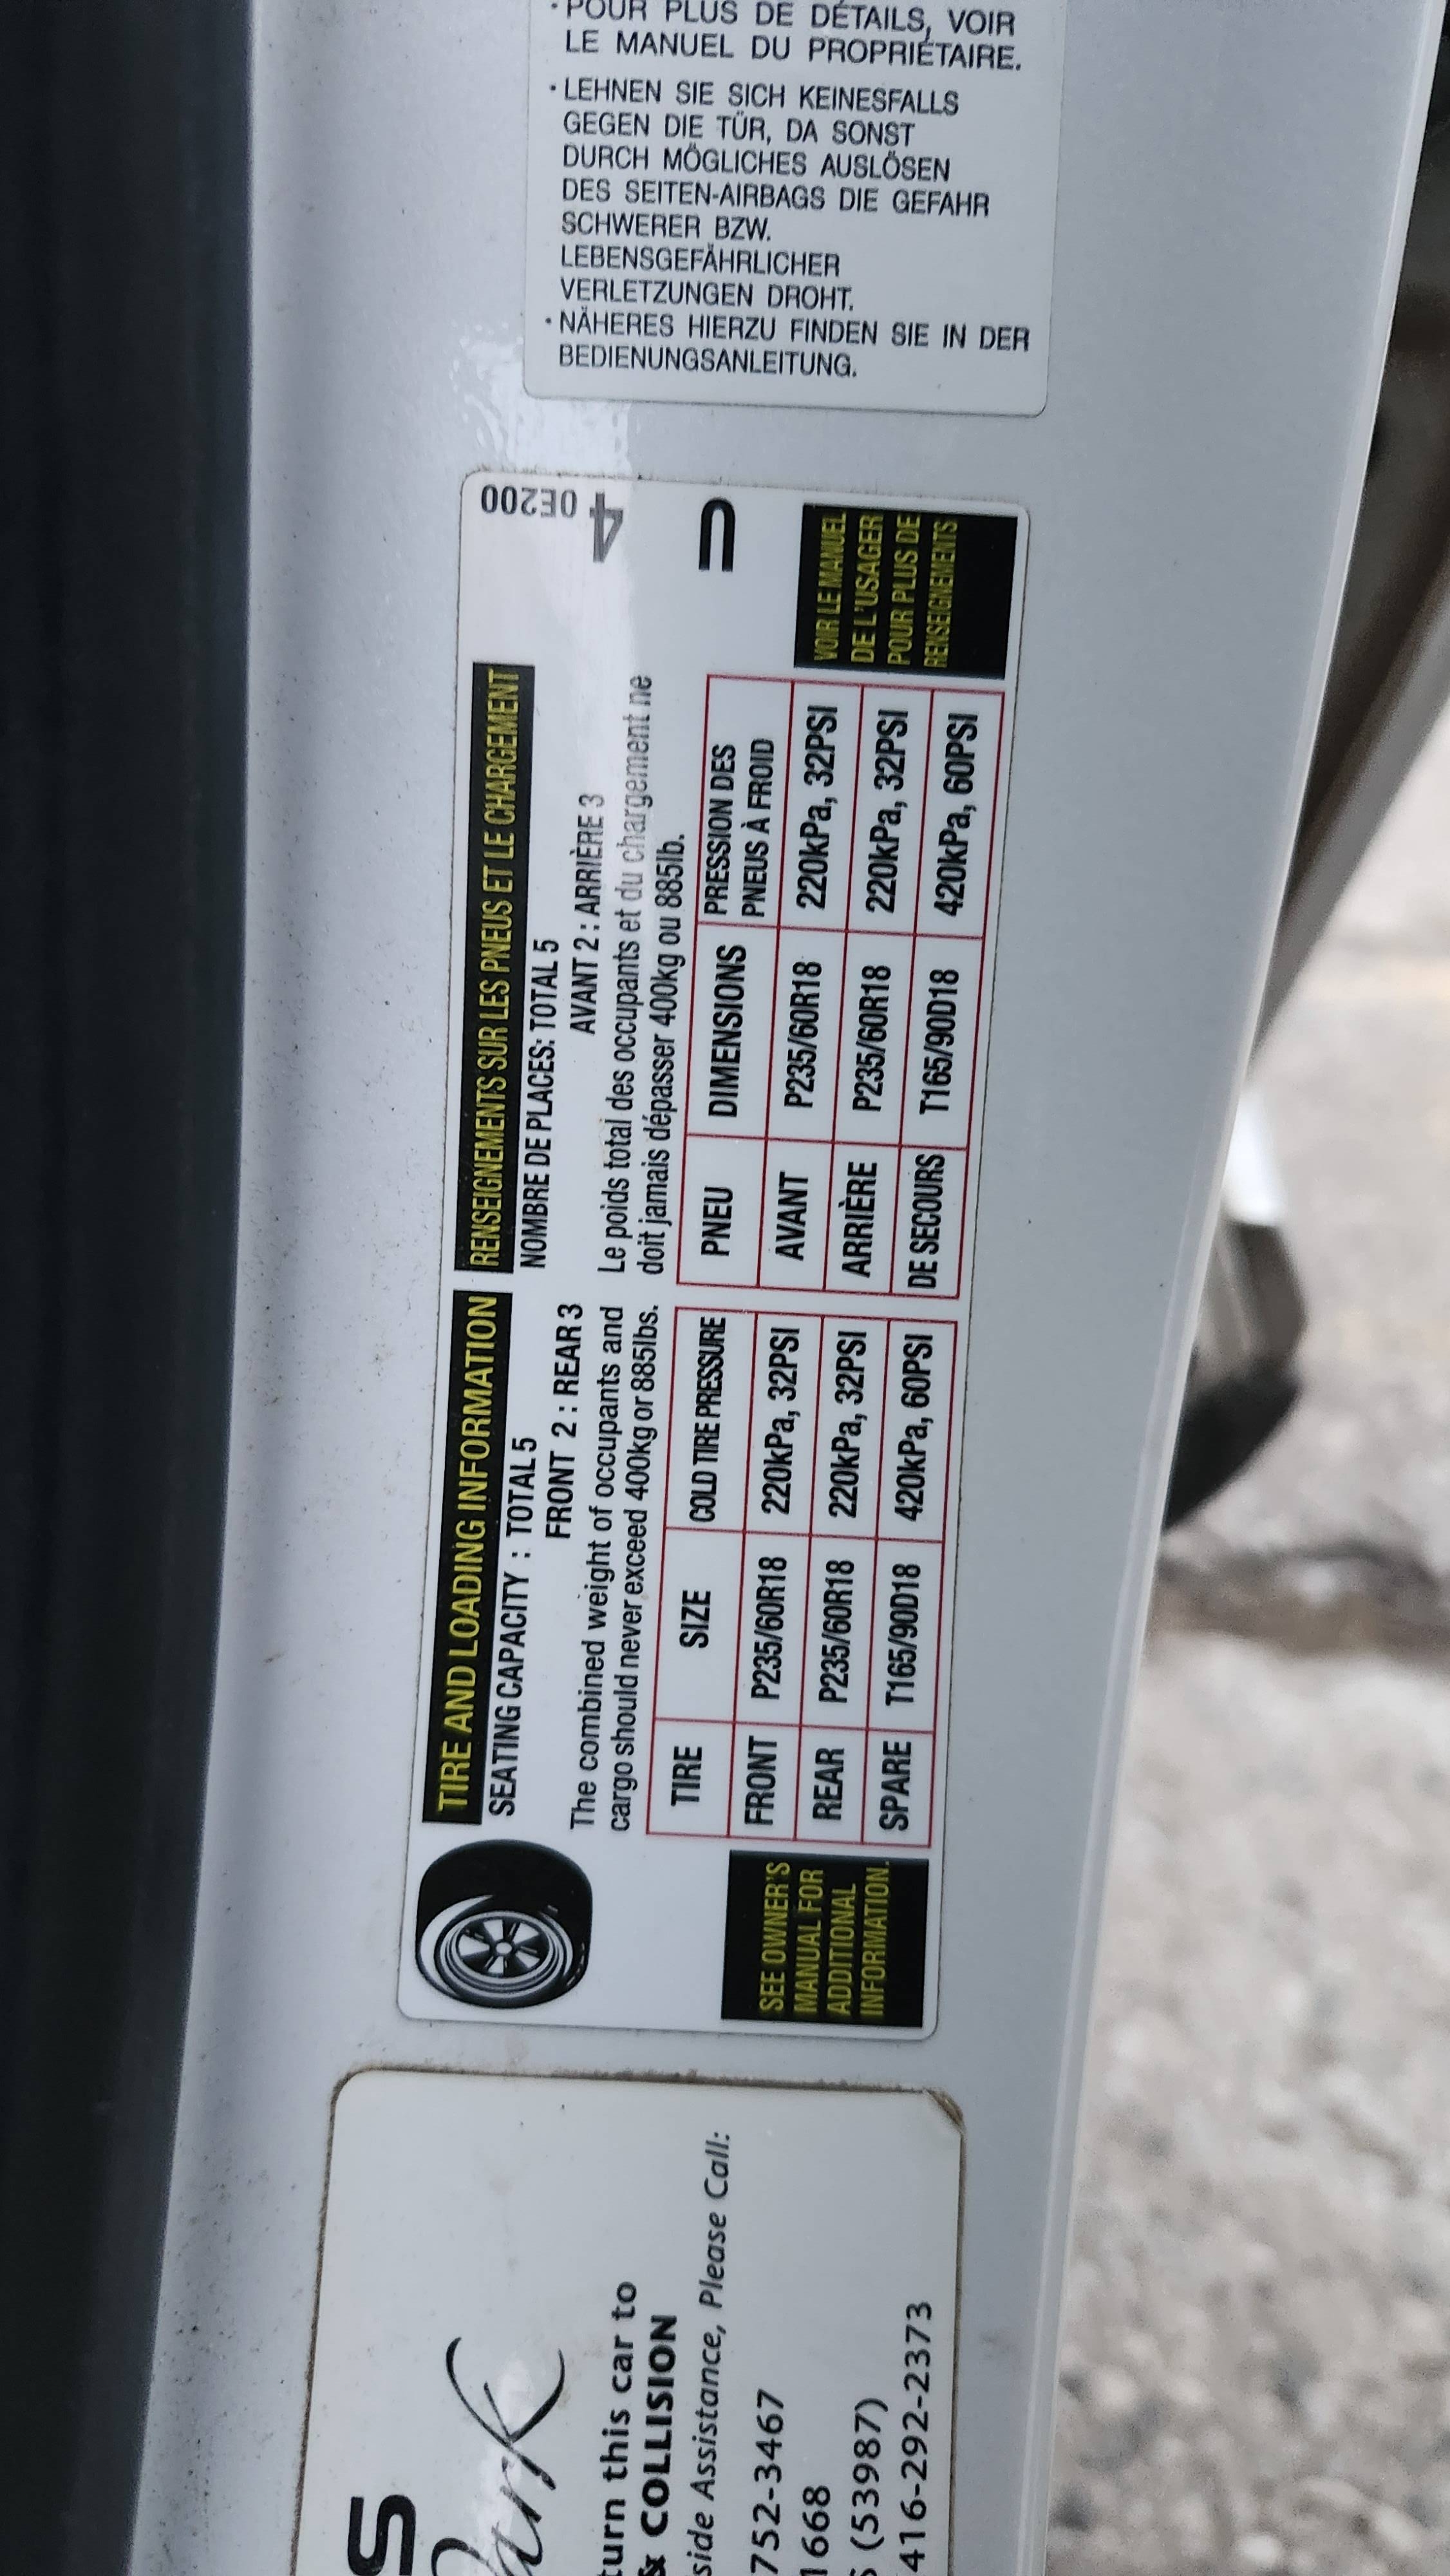 · POUR PLUS DE DÉTAILS, VOIR
LE MANUEL DU PROPRIÉTAIRE.
· LEHNEN SIE SICH KEINESFALLS
GEGEN DIE TÜR, DA SONST
DURCH MÖGLICHES AUSLÖSEN
DES SEITEN-AIRBAGS DIE GEFAHR
SCHWERER BZW.
LEBENSGEFÄHRLICHER
VERLETZUNGEN DROHT.
· NÄHERES HIERZU FINDEN SIE IN DER
BEDIENUNGSANLEITUNG.
TIRE AND LOADING INFORMATION
SEATING CAPACITY : TOTAL 5
FRONT 2 : REAR 3
The combined weight of occupants and
cargo should never exceed 400kg or 885lbs.
TIRE SIZE COLD TIRE PRESSURE
FRONT P235/60R18 220kPa, 32PSI
REAR P235/60R18 220kPa, 32PSI
SPARE T165/90D18 420kPa, 60PSI
SEE OWNER'S
MANUAL FOR
ADDITIONAL
INFORMATION.
RENSEIGNEMENTS SUR LES PNEUS ET LE CHARGEMENT
NOMBRE DE PLACES: TOTAL 5
AVANT 2 : ARRIÈRE 3
Le poids total des occupants et du chargement ne
doit jamais dépasser 400kg ou 885lb.
PNEU DIMENSIONS PRESSION DES
PNEUS À FROID
AVANT P235/60R18 220kPa, 32PSI
ARRIÈRE P235/60R18 220kPa, 32PSI
DE SECOURS T165/90D18 420kPa, 60PSI
0E200
4
U
VOIR LE MANUEL
DE L'USAGER
POUR PLUS DE
RENSEIGNEMENTS
S
turn this car to
& COLLISION
side Assistance, Please Call:
752-3467
1668
(53987)
416-292-2373